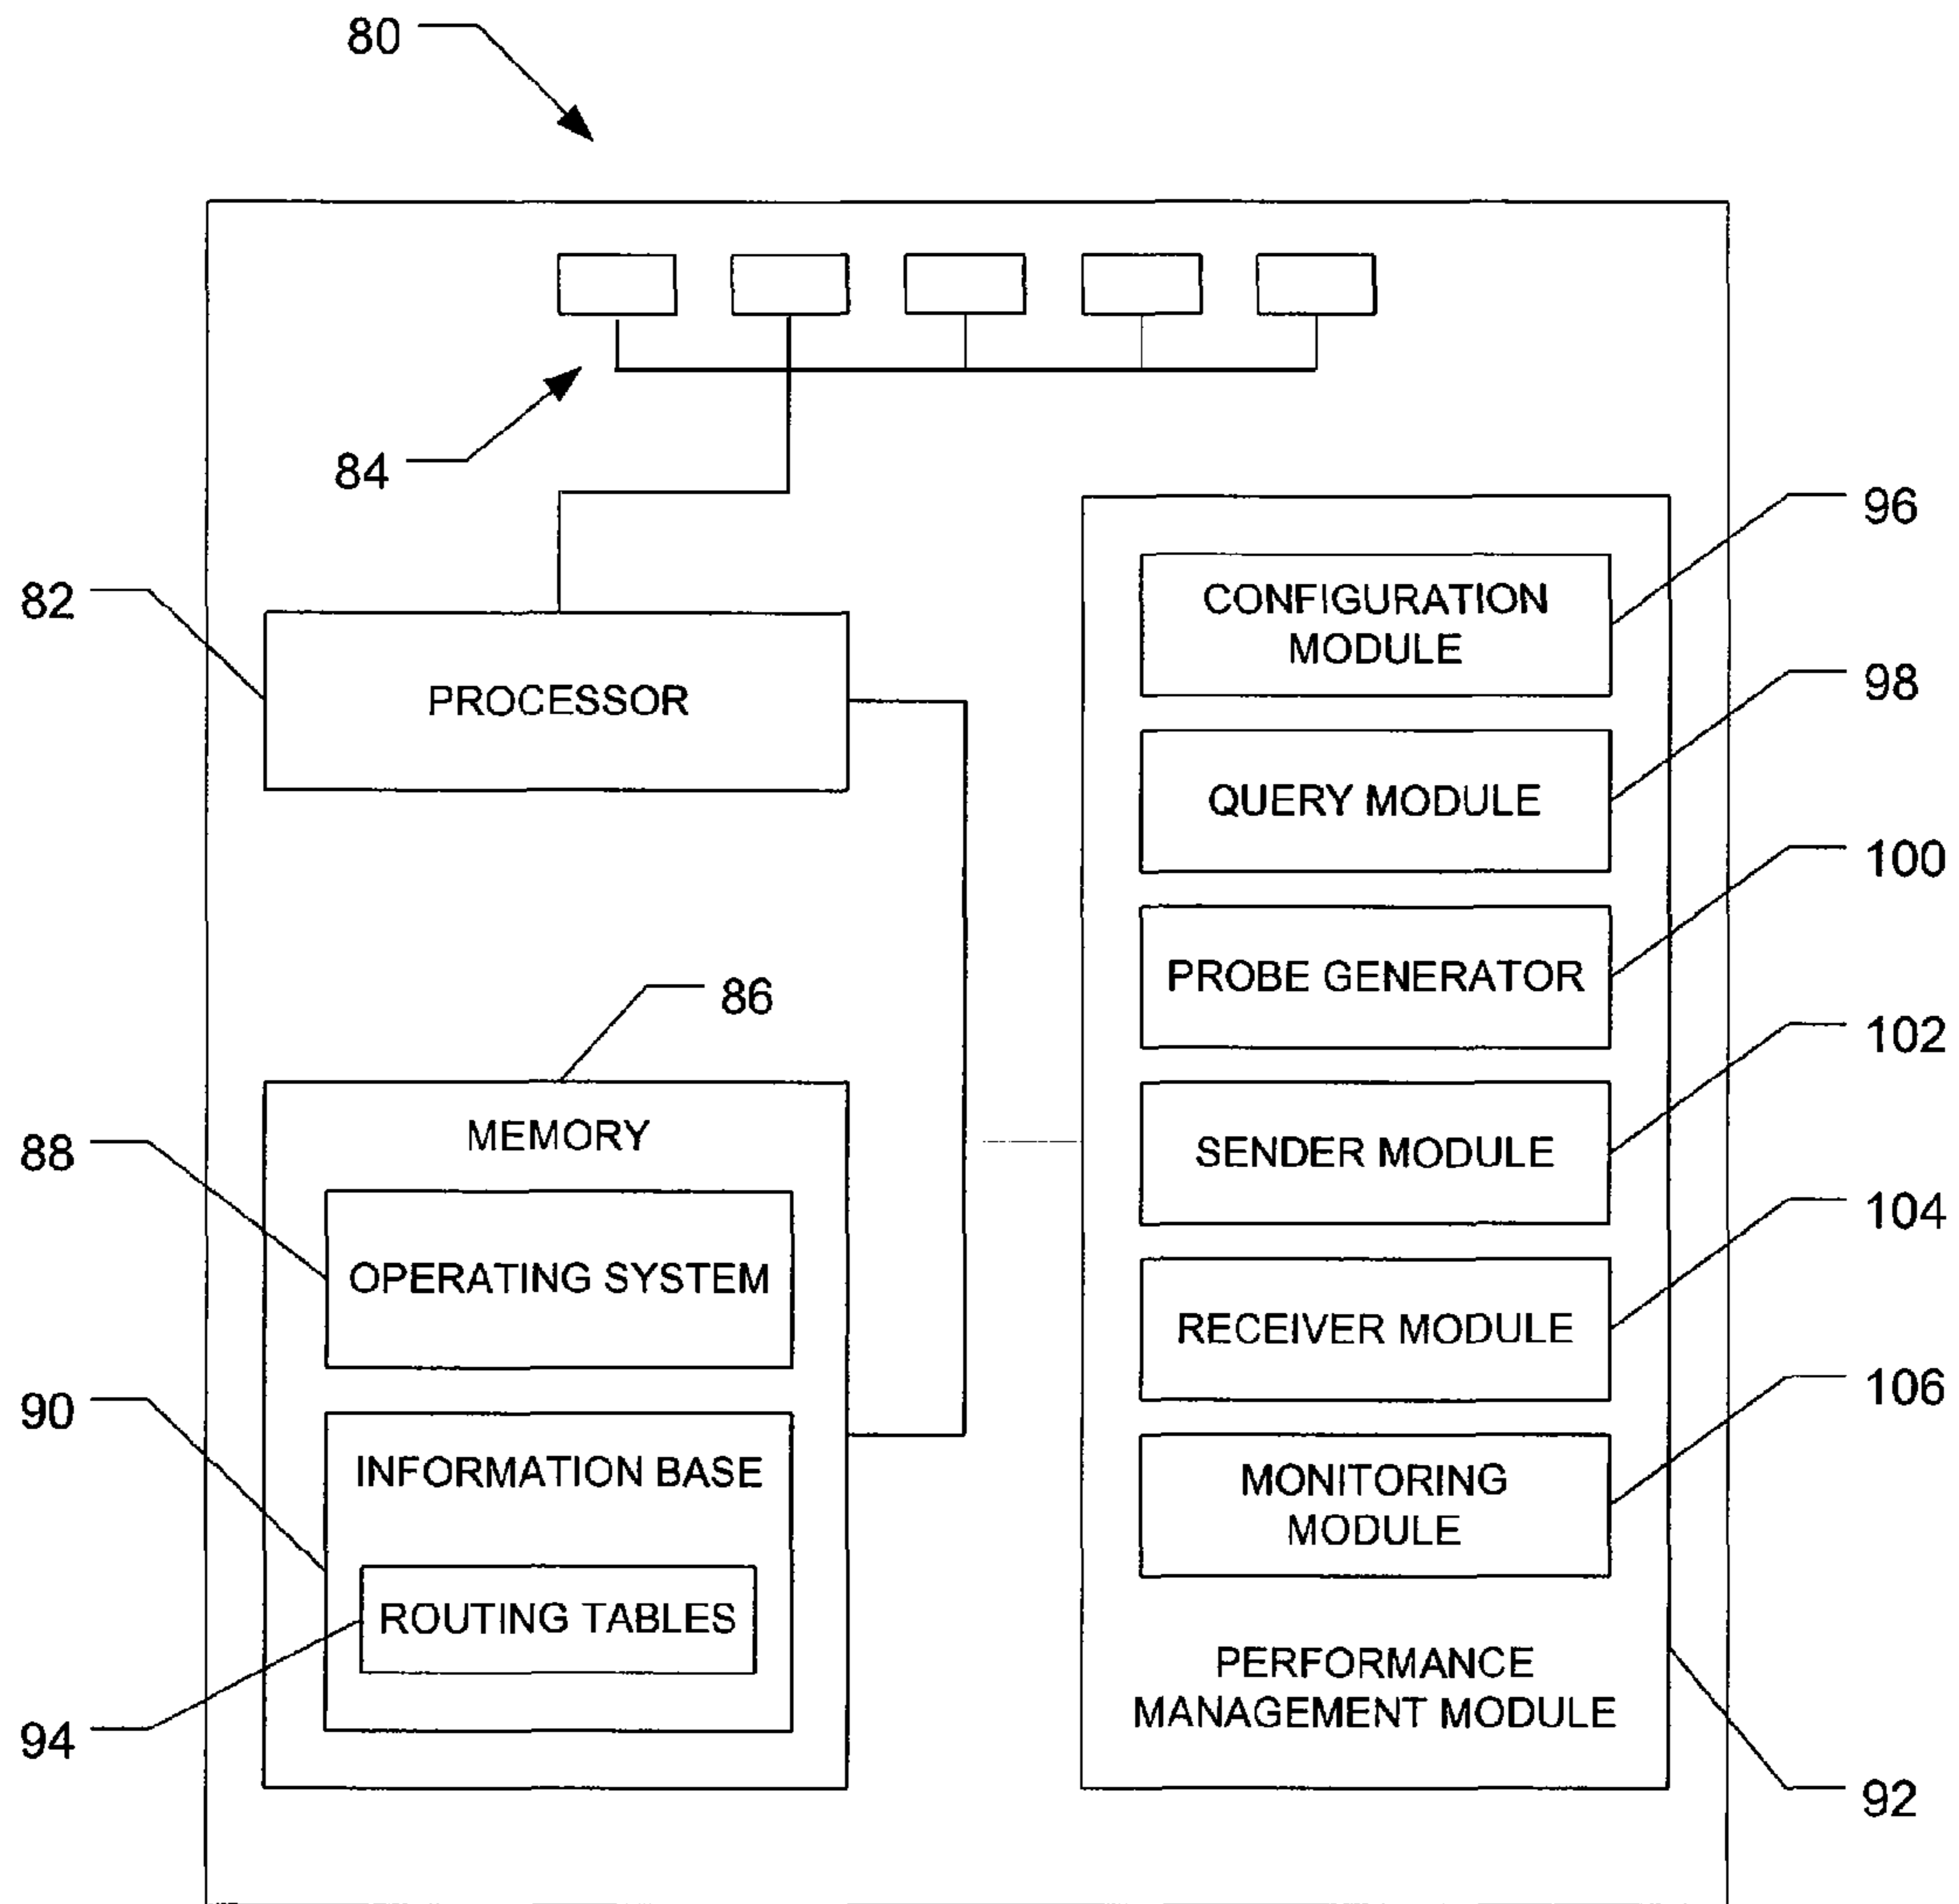 80
84
96
CONFIGURATION
MODULE
82
PROCESSOR
98
QUERY MODULE
100
PROBE GENERATOR
86
102
MEMORY
88
SENDER MODULE
104
OPERATING SYSTEM
RECEIVER MODULE
106
90
INFORMATION BASE
MONITORING
MODULE
ROUTING TABLES
94
PERFORMANCE
MANAGEMENT MODULE
92